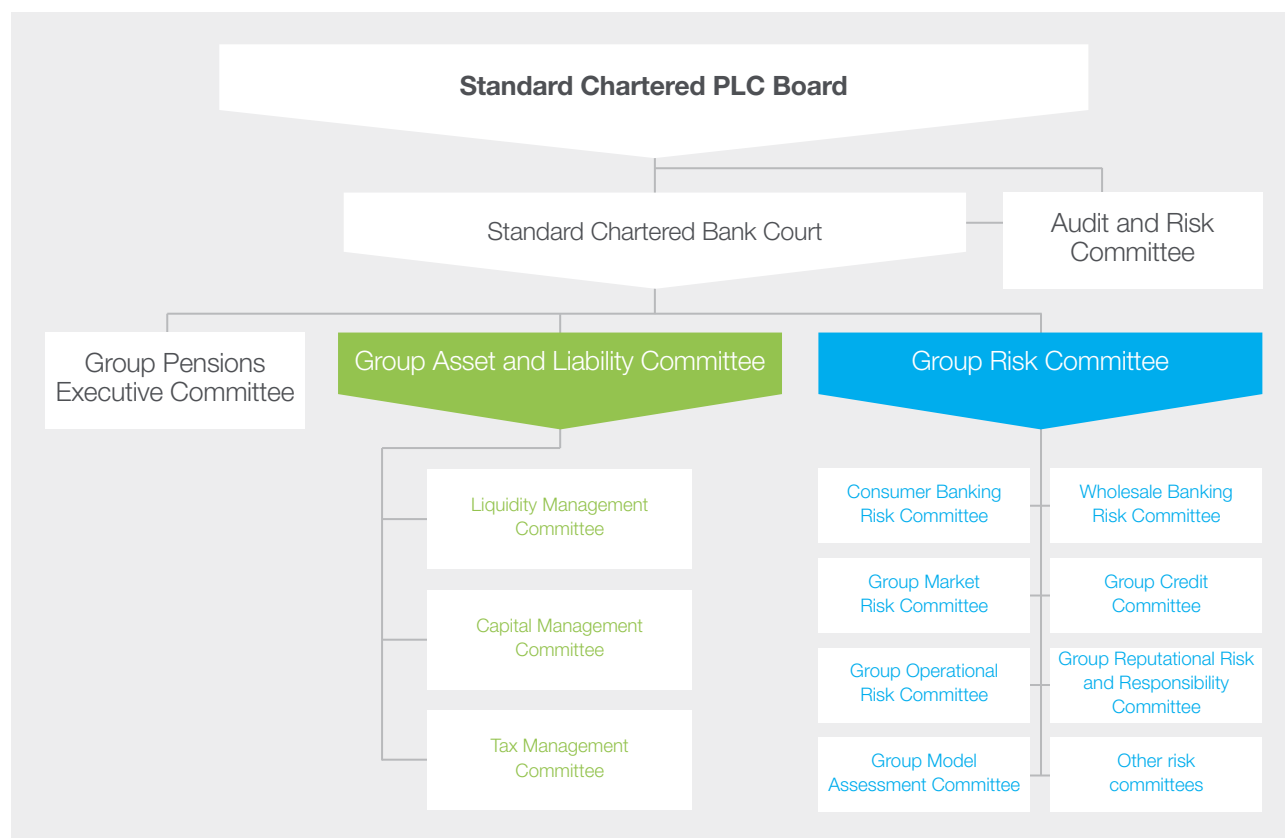 Standard Chartered PLC Board
Standard Chartered Bank Court
Audit and Risk
Committee
Group Pensions
Executive Committee
Group Asset and Liability Committee
Group Risk Committee
Liquidity Management
Committee
Capital Management
Committee
Tax Management
Committee
Consumer Banking
Risk Committee
Wholesale Banking
Risk Committee
Group Market
Risk Committee
Group Credit
Committee
Group Operational
Risk Committee
Group Reputational Risk
and Responsibility
Committee
Group Model
Assessment Committee
Other risk
committees